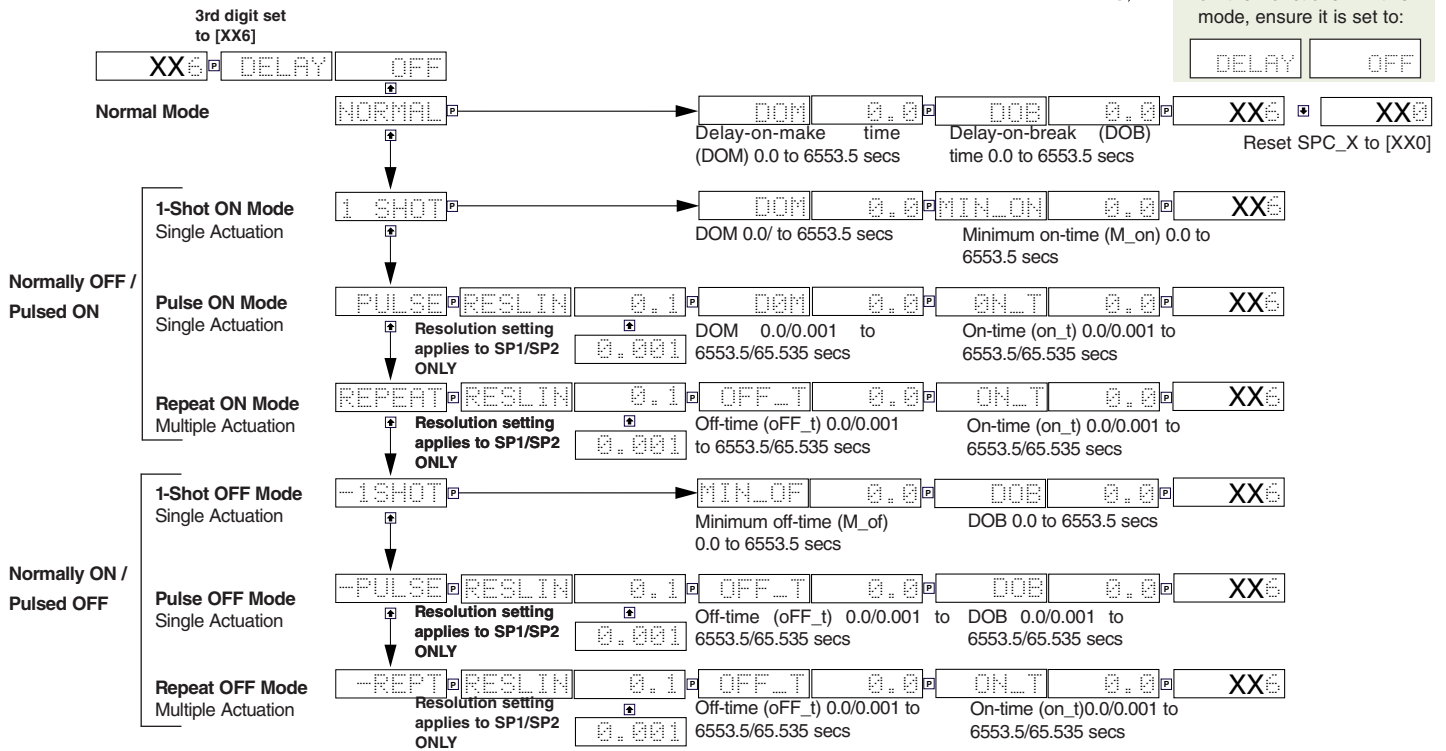 mode, ensure it is set to:
DELAY OFF
3rd digit set
to [XX6]
XX6 P DELAY OFF
Normal Mode
NORMAL P DOM 0.0 P DOB 0.0 P XX6 XX0
Delay-on-make time
(DOM) 0.0 to 6553.5 secs
Delay-on-break (DOB)
time 0.0 to 6553.5 secs
Reset SPC_X to [XX0]
Normally OFF /
Pulsed ON
1-Shot ON Mode
Single Actuation
1 SHOT P DOM 0.0 P MIN_ON 0.0 P XX6
DOM 0.0/ to 6553.5 secs
Minimum on-time (M_on) 0.0 to
6553.5 secs
Pulse ON Mode
Single Actuation
PULSE P RESLIN 0.1 P D0M 0.0 P 0N_T 0.0 P XX6
Resolution setting
applies to SP1/SP2
ONLY
0.001
DOM 0.0/0.001 to
6553.5/65.535 secs
On-time (on_t) 0.0/0.001 to
6553.5/65.535 secs
Repeat ON Mode
Multiple Actuation
REPEAT P RESLIN 0.1 P OFF_T 0.0 P ON_T 0.0 P XX6
Resolution setting
applies to SP1/SP2
ONLY
0.001
Off-time (oFF_t) 0.0/0.001
to 6553.5/65.535 secs
On-time (on_t) 0.0/0.001 to
6553.5/65.535 secs
Normally ON /
Pulsed OFF
1-Shot OFF Mode
Single Actuation
-1SHOT P MIN_OF 0.0 P DOB 0.0 P XX6
Minimum off-time (M_of)
0.0 to 6553.5 secs
DOB 0.0 to 6553.5 secs
Pulse OFF Mode
Single Actuation
-PULSE P RESLIN 0.1 P OFF_T 0.0 P DOB 0.0 P XX6
Resolution setting
applies to SP1/SP2
ONLY
0.001
Off-time (oFF_t) 0.0/0.001 to
6553.5/65.535 secs
DOB 0.0/0.001 to
6553.5/65.535 secs
Repeat OFF Mode
Multiple Actuation
-REPT P RESLIN 0.1 P OFF_T 0.0 P ON_T 0.0 P XX6
Resolution setting
applies to SP1/SP2
ONLY
0.001
Off-time (oFF_t) 0.0/0.001 to
6553.5/65.535 secs
On-time (on_t)0.0/0.001 to
6553.5/65.535 secs